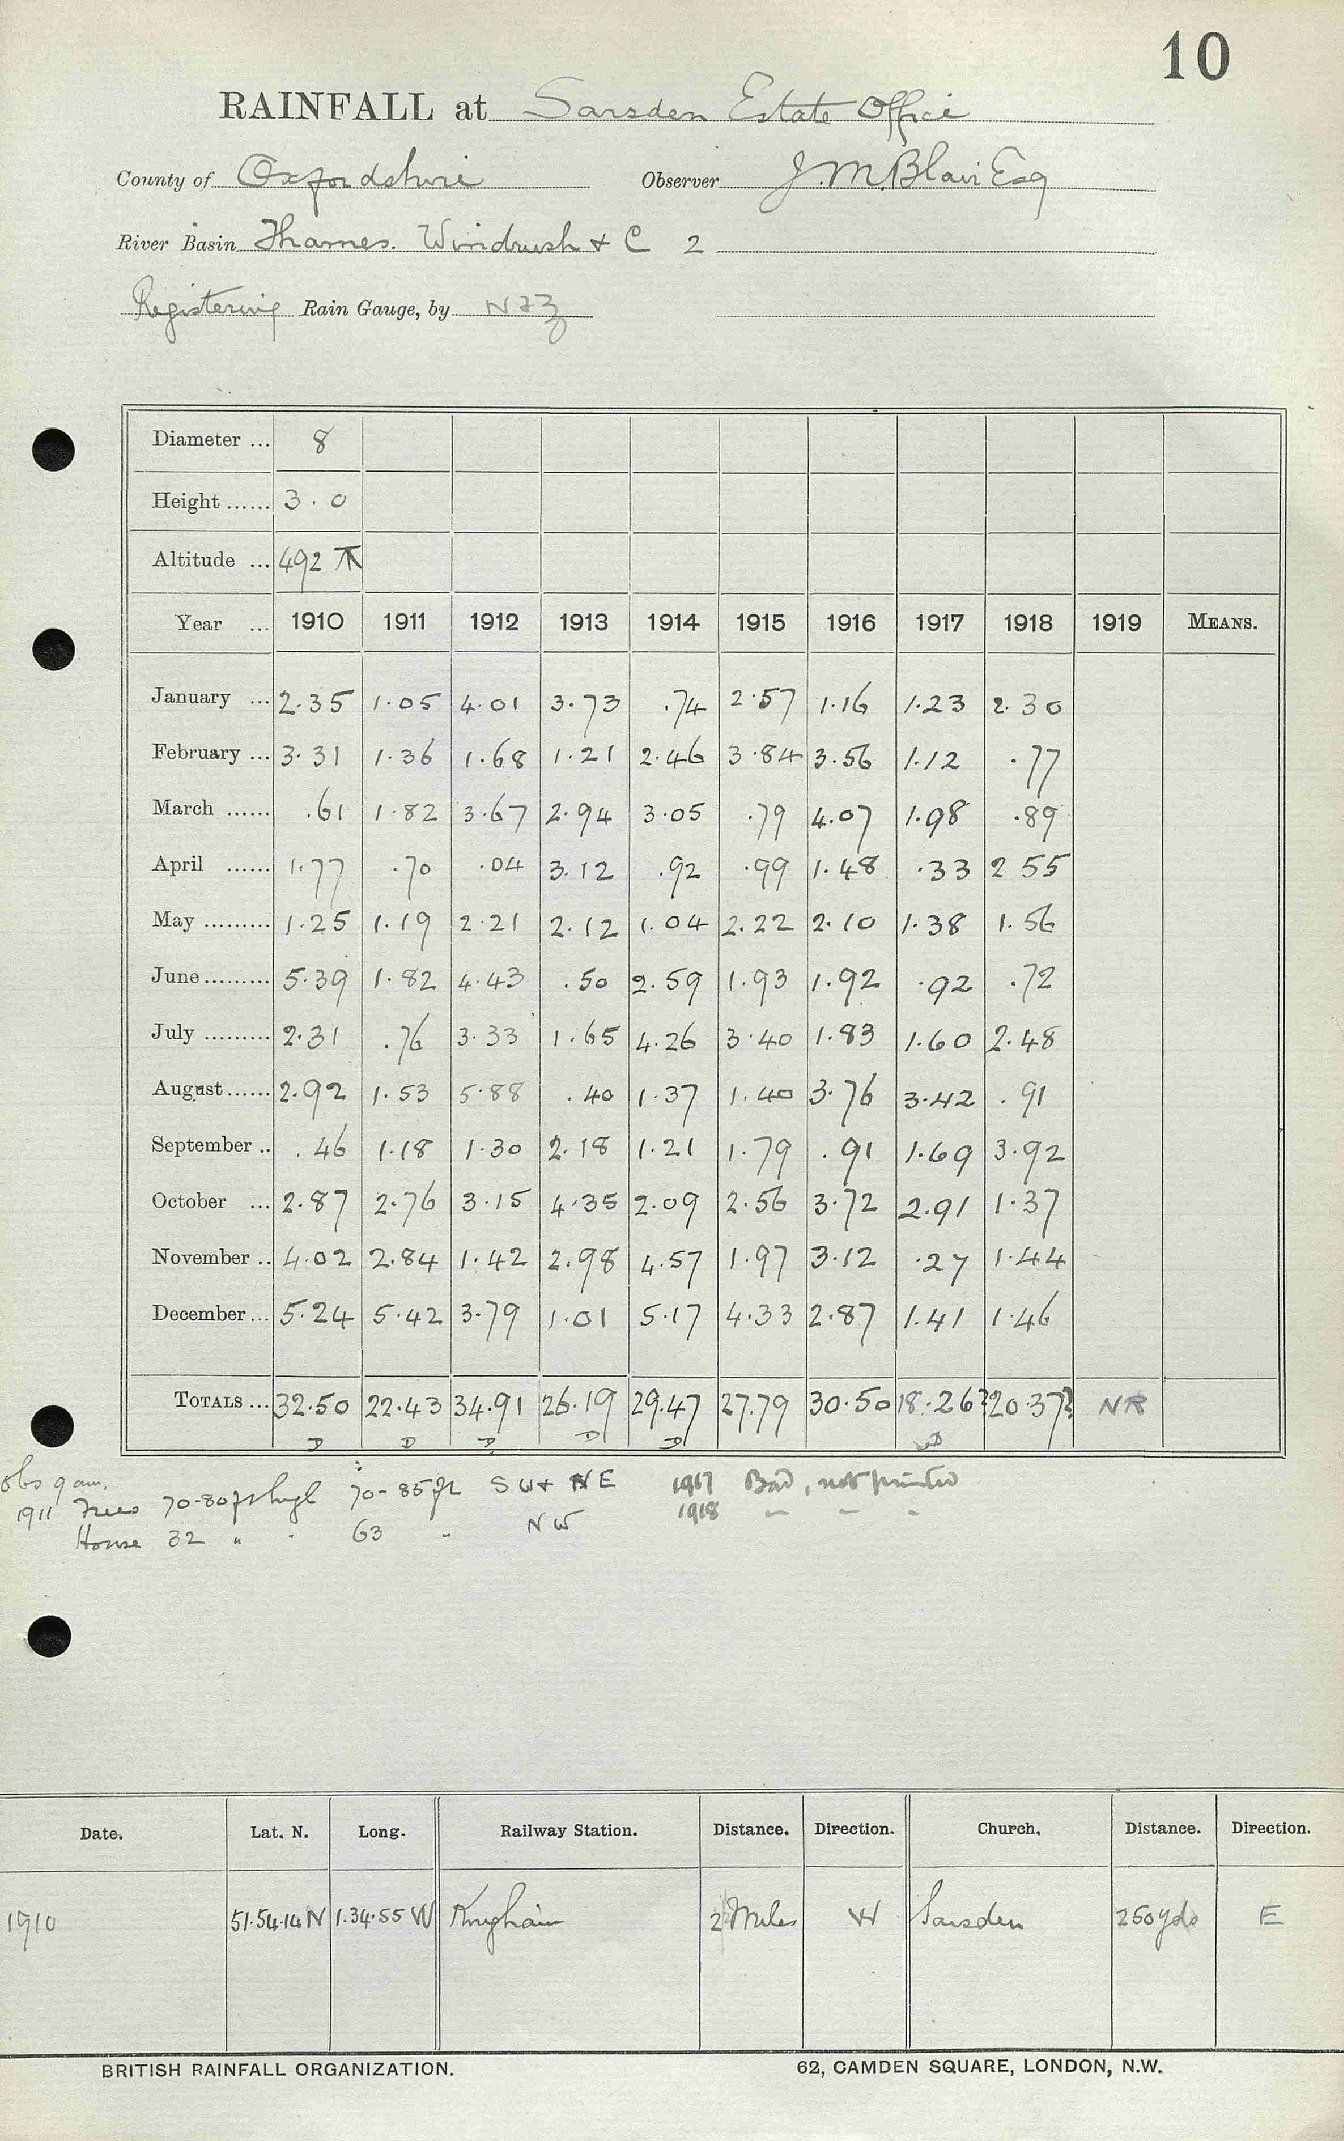 10
RAINFALL at Sarsden Estate Office
County of Oxfordshire Observer J. M. Blair Esq
River Basin Thames. Windrush & C 2
Registering Rain Gauge, by N & Z
Diameter ... 8
Height ...... 3.0
Altitude ... 492
Year ... 1910 1911 1912 1913 1914 1915 1916 1917 1918 1919 MEANS.
January ... 2.35 1.05 4.01 3.73 .74 2.57 1.16 1.23 2.30
February ... 3.31 1.36 1.68 1.21 2.46 3.84 3.56 1.12 .77
March ...... .61 1.82 3.67 2.94 3.05 .79 4.07 1.98 .89
April ...... 1.77 .70 .04 3.12 .92 .99 1.48 .33 2 55
May ......... 1.25 1.19 2.21 2.12 1.04 2.22 2.10 1.38 1.56
June ......... 5.39 1.82 4.43 .50 2.59 1.93 1.92 .92 .72
July ......... 2.31 .76 3.33 1.65 4.26 3.40 1.83 1.60 2.48
August ...... 2.92 1.53 5.88 .40 1.37 1.40 3.76 3.42 .91
September .. .46 1.18 1.30 2.18 1.21 1.79 .91 1.69 3.92
October ... 2.87 2.76 3.15 4.35 2.09 2.56 3.72 2.91 1.37
November .. 4.02 2.84 1.42 2.98 4.57 1.97 3.12 .27 1.44
December ... 5.24 5.42 3.79 1.01 5.17 4.33 2.87 1.41 1.46
TOTALS ... 32.50 22.43 34.91 26.19 29.47 27.79 30.50 18.26? 20.37? NR
D D D D D D
obs 9 am.
1911 Trees 70-80 ft high 70-85 ft SW & NE 1917 Bad, not printed
House 32 " " 63 " NW 1918 " " "
Date. Lat. N. Long. Railway Station. Distance. Direction. Church. Distance. Direction.
1910 51.54.14 N 1.34.55 W Kingham 2 Miles W Sarsden 250 yds E
BRITISH RAINFALL ORGANIZATION. 62, CAMDEN SQUARE, LONDON, N.W.